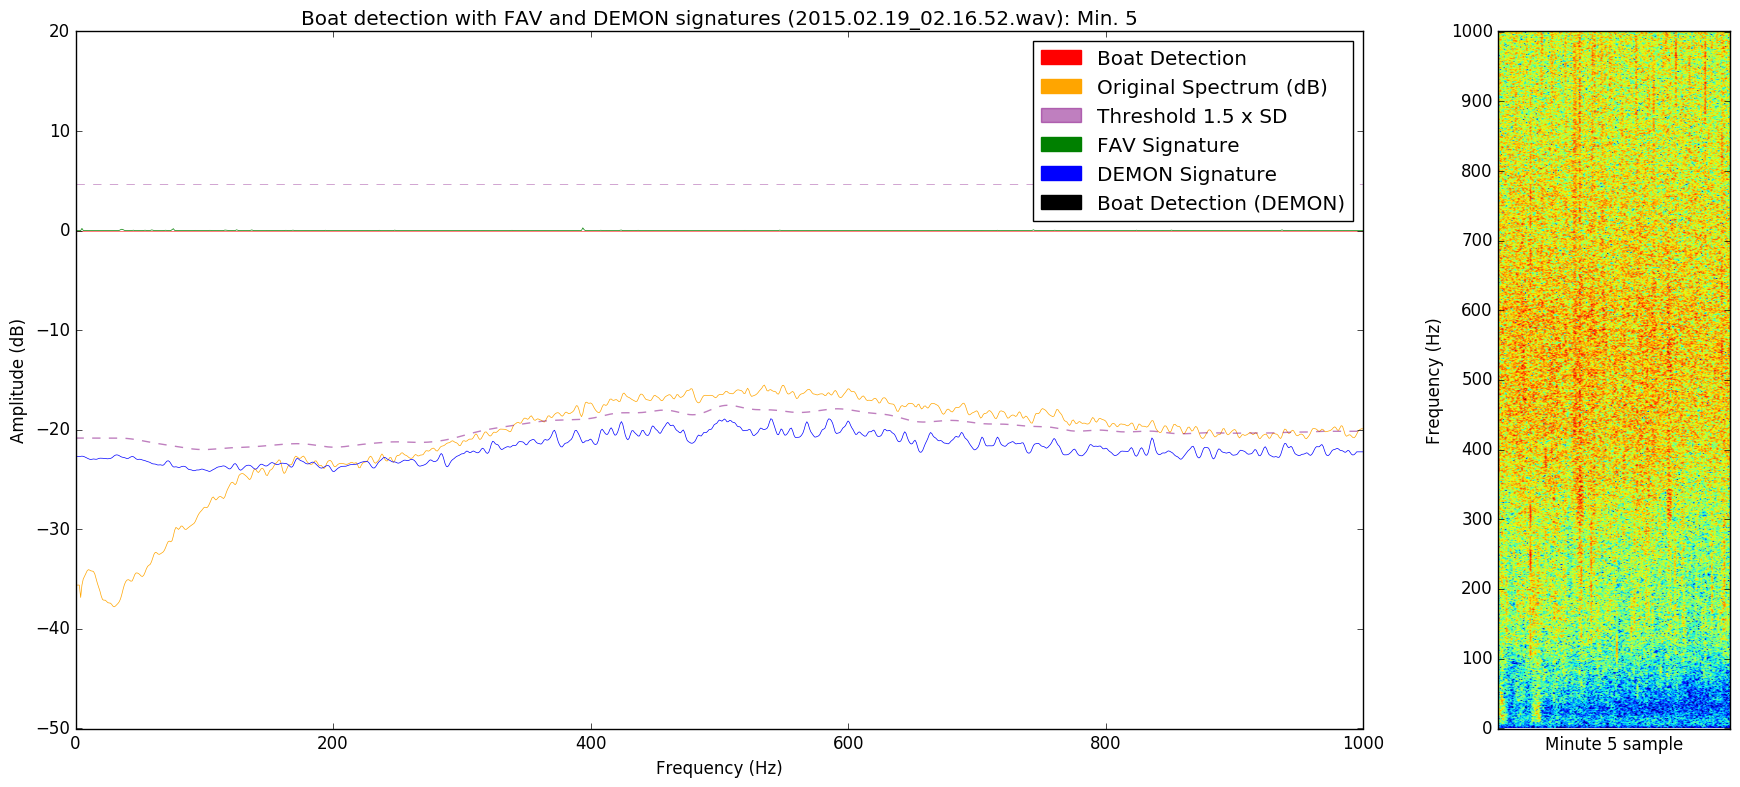 Boat detection with FAV and DEMON signatures (2015.02.19_02.16.52.wav): Min. 5
20
10
0
−10
−20
−30
−40
−50
Amplitude (dB)
0
200
400
600
800
1000
Frequency (Hz)
Boat Detection
Original Spectrum (dB)
Threshold 1.5 x SD
FAV Signature
DEMON Signature
Boat Detection (DEMON)
1000
900
800
700
600
500
400
300
200
100
0
Frequency (Hz)
Minute 5 sample